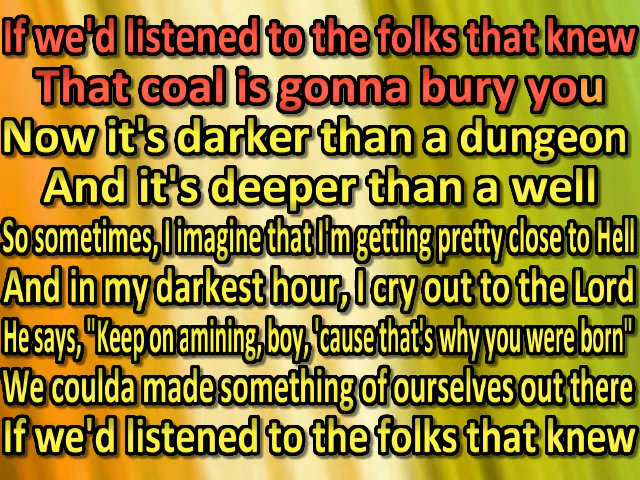 If we'd listened to the folks that knew
That coal is gonna bury you
Now it's darker than a dungeon
And it's deeper than a well
So sometimes, I imagine that I'm getting pretty close to Hell
And in my darkest hour, I cry out to the Lord
He says, "Keep on amining, boy, 'cause that's why you were born"
We coulda made something of ourselves out there
If we'd listened to the folks that knew